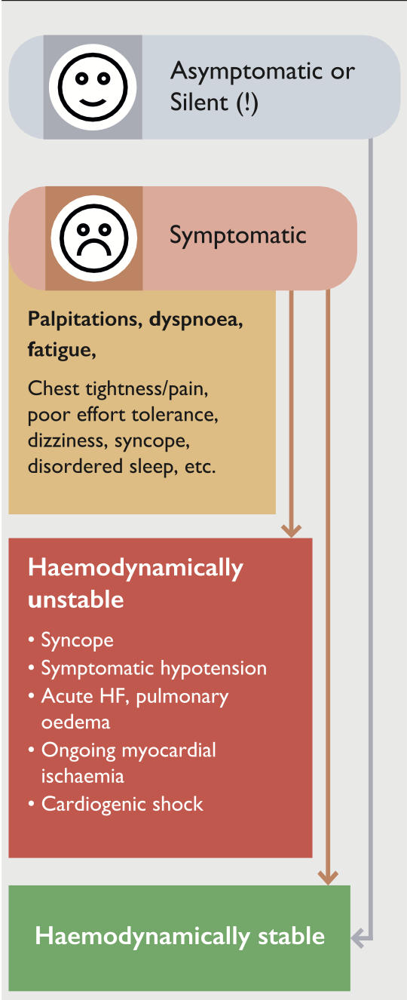 Asymptomatic or
Silent (!)
Symptomatic
Palpitations, dyspnoea,
fatigue,
Chest tightness/pain,
poor effort tolerance,
dizziness, syncope,
disordered sleep, etc.
Haemodynamically
unstable
• Syncope
• Symptomatic hypotension
• Acute HF, pulmonary
oedema
• Ongoing myocardial
ischaemia
• Cardiogenic shock
Haemodynamically stable